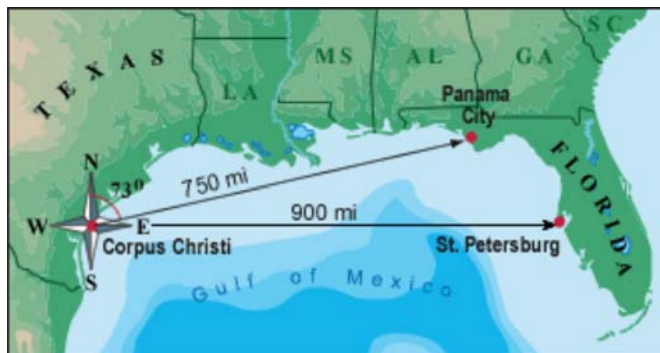 SC
MS
AL
GA
TEXAS
LA
Panama
City
N
73°
750 mi
FLORIDA
W
E
900 mi
Corpus Christi
St. Petersburg
S
Gulf of Mexico